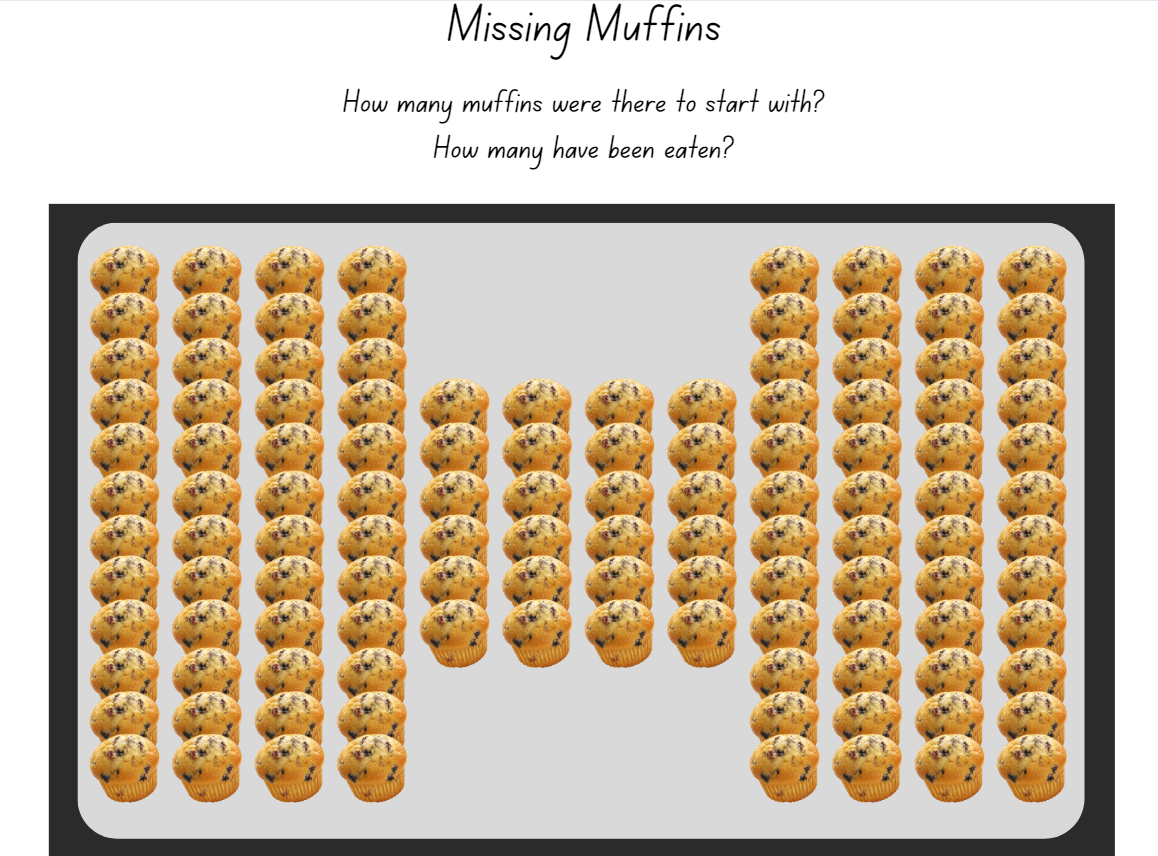 Missing Muffins
How many muffins were there to start with?
How many have been eaten?